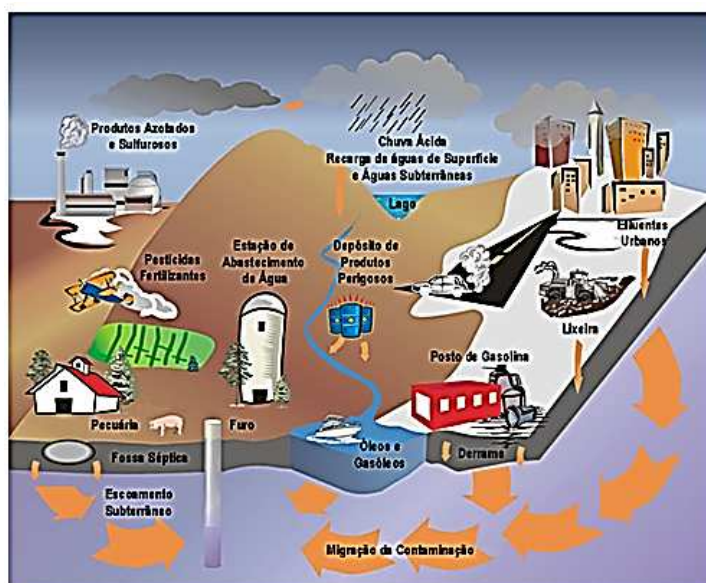 Produtos Azotados
e Sulfurosos
Chuva Ácida
Recarga de águas de Superfície
e Águas Subterrâneas
Lago
Efluentes
Urbanos
Pesticidas
Fertilizantes
Estação de
Abastecimento
de Água
Depósito de
Produtos
Perigosos
Lixeira
Posto de Gasolina
Pecuária
Furo
Fossa Séptica
Óleos e
Gasóleos
Derrame
Escoamento
Subterrâneo
Migração da Contaminação